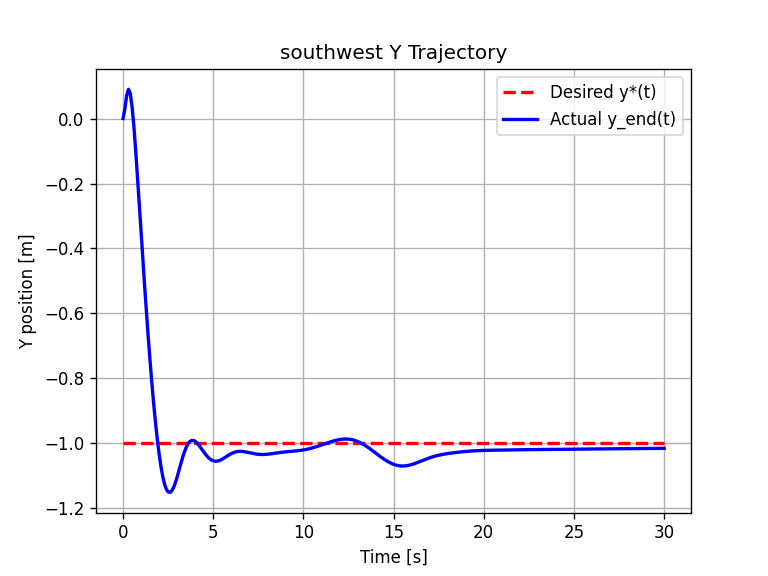 southwest Y Trajectory
Desired y*(t)
Actual y_end(t)
Y position [m]
0.0
−0.2
−0.4
−0.6
−0.8
−1.0
−1.2
0 5 10 15 20 25 30
Time [s]